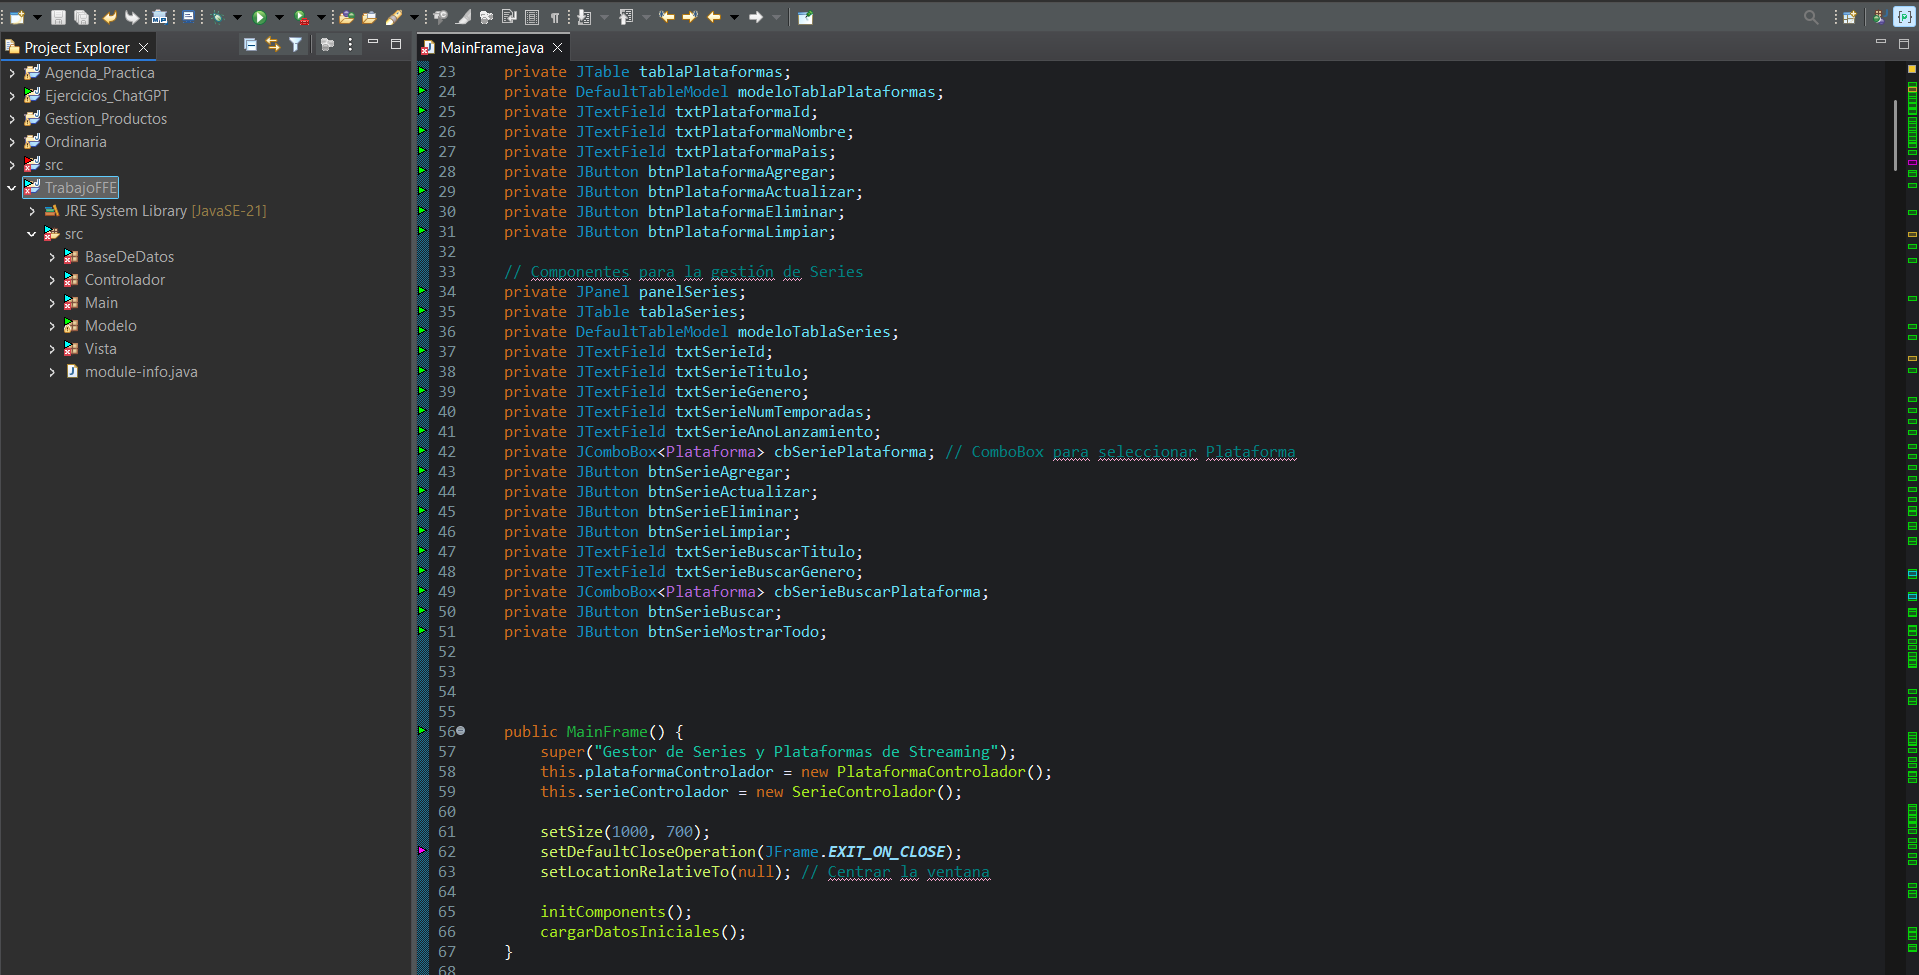 Project Explorer
Agenda_Practica
Ejercicios_ChatGPT
Gestion_Productos
Ordinaria
src
TrabajoFFE
JRE System Library [JavaSE-21]
src
BaseDeDatos
Controlador
Main
Modelo
Vista
module-info.java
MainFrame.java
23 private JTable tablaPlataformas;
24 private DefaultTableModel modeloTablaPlataformas;
25 private JTextField txtPlataformaId;
26 private JTextField txtPlataformaNombre;
27 private JTextField txtPlataformaPais;
28 private JButton btnPlataformaAgregar;
29 private JButton btnPlataformaActualizar;
30 private JButton btnPlataformaEliminar;
31 private JButton btnPlataformaLimpiar;
32
33 // Componentes para la gestión de Series
34 private JPanel panelSeries;
35 private JTable tablaSeries;
36 private DefaultTableModel modeloTablaSeries;
37 private JTextField txtSerieId;
38 private JTextField txtSerieTitulo;
39 private JTextField txtSerieGenero;
40 private JTextField txtSerieNumTemporadas;
41 private JTextField txtSerieAnoLanzamiento;
42 private JComboBox<Plataforma> cbSeriePlataforma; // ComboBox para seleccionar Plataforma
43 private JButton btnSerieAgregar;
44 private JButton btnSerieActualizar;
45 private JButton btnSerieEliminar;
46 private JButton btnSerieLimpiar;
47 private JTextField txtSerieBuscarTitulo;
48 private JTextField txtSerieBuscarGenero;
49 private JComboBox<Plataforma> cbSerieBuscarPlataforma;
50 private JButton btnSerieBuscar;
51 private JButton btnSerieMostrarTodo;
52
53
54
55
56 public MainFrame() {
57 super("Gestor de Series y Plataformas de Streaming");
58 this.plataformaControlador = new PlataformaControlador();
59 this.serieControlador = new SerieControlador();
60
61 setSize(1000, 700);
62 setDefaultCloseOperation(JFrame.EXIT_ON_CLOSE);
63 setLocationRelativeTo(null); // Centrar la ventana
64
65 initComponents();
66 cargarDatosIniciales();
67 }
68